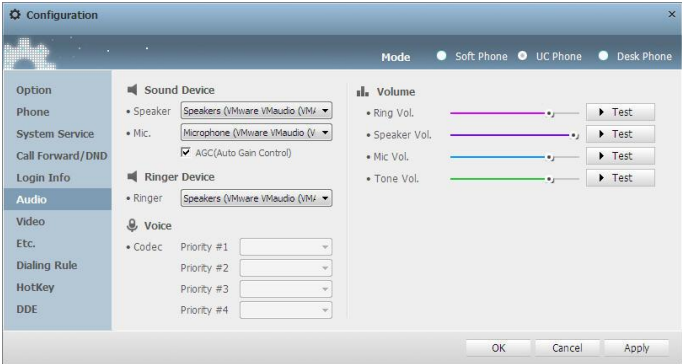 Configuration
Mode Soft Phone UC Phone Desk Phone
Option
Phone
System Service
Call Forward/DND
Login Info
Audio
Video
Etc.
Dialing Rule
HotKey
DDE
Sound Device
• Speaker Speakers (VMware VMaudio (VM
• Mic. Microphone (VMware VMaudio (V
AGC(Auto Gain Control)
Ringer Device
• Ringer Speakers (VMware VMaudio (VM
Voice
• Codec Priority #1
Priority #2
Priority #3
Priority #4
Volume
• Ring Vol. Test
• Speaker Vol. Test
• Mic Vol. Test
• Tone Vol. Test
OK Cancel Apply